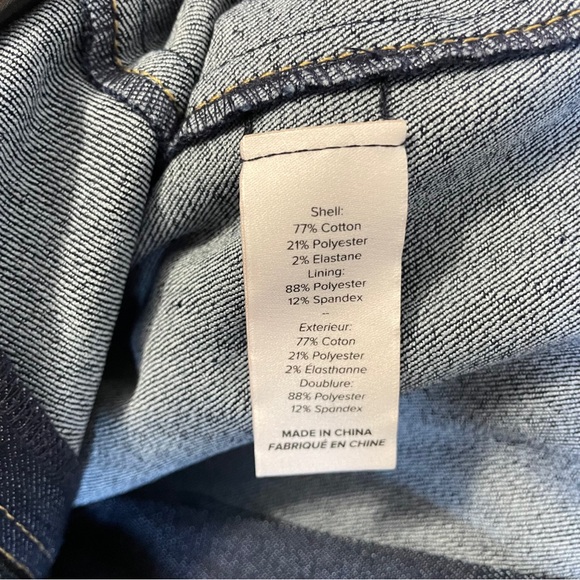 Shell:
77% Cotton
21% Polyester
2% Elastane
Lining:
88% Polyester
12% Spandex
--
Exterieur:
77% Coton
21% Polyester
2% Élasthanne
Doublure:
88% Polyester
12% Spandex
MADE IN CHINA
FABRIQUÉ EN CHINE